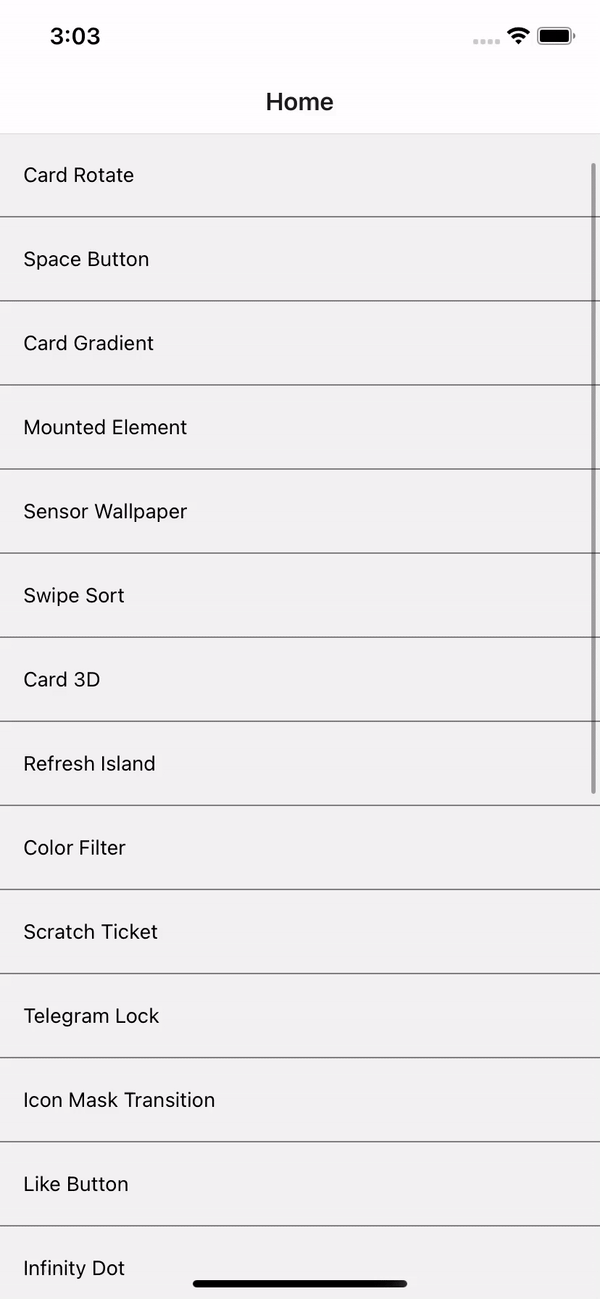 3:03
Home
Card Rotate
Space Button
Card Gradient
Mounted Element
Sensor Wallpaper
Swipe Sort
Card 3D
Refresh Island
Color Filter
Scratch Ticket
Telegram Lock
Icon Mask Transition
Like Button
Infinity Dot